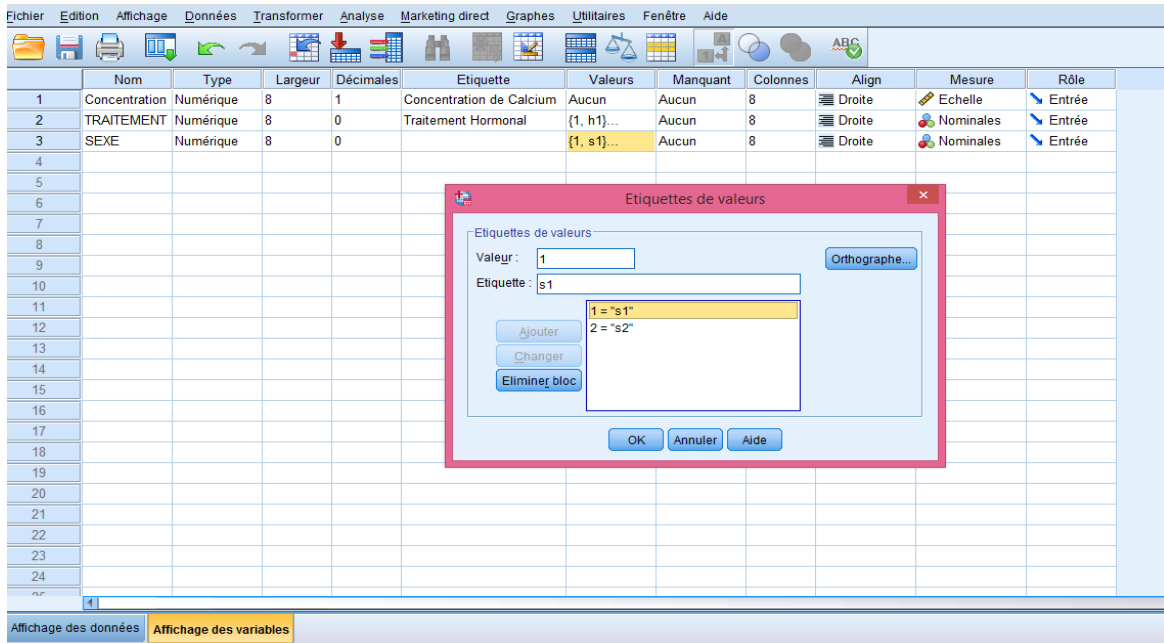 Fichier Edition Affichage Données Transformer Analyse Marketing direct Graphes Utilitaires Fenêtre Aide
A
1
ABC
Nom Type Largeur Décimales Etiquette Valeurs Manquant Colonnes Align Mesure Rôle
1 Concentration Numérique 8 1 Concentration de Calcium Aucun Aucun 8 Droite Echelle Entrée
2 TRAITEMENT Numérique 8 0 Traitement Hormonal {1, h1}... Aucun 8 Droite Nominales Entrée
3 SEXE Numérique 8 0 {1, s1}... Aucun 8 Droite Nominales Entrée
4
5
6
7
8
9
10
11
12
13
14
15
16
17
18
19
20
21
22
23
24
25
Etiquettes de valeurs
Etiquettes de valeurs
Valeur : 1
Orthographe...
Etiquette : s1
1 = "s1"
2 = "s2"
Ajouter
Changer
Eliminer bloc
OK Annuler Aide
Affichage des données Affichage des variables